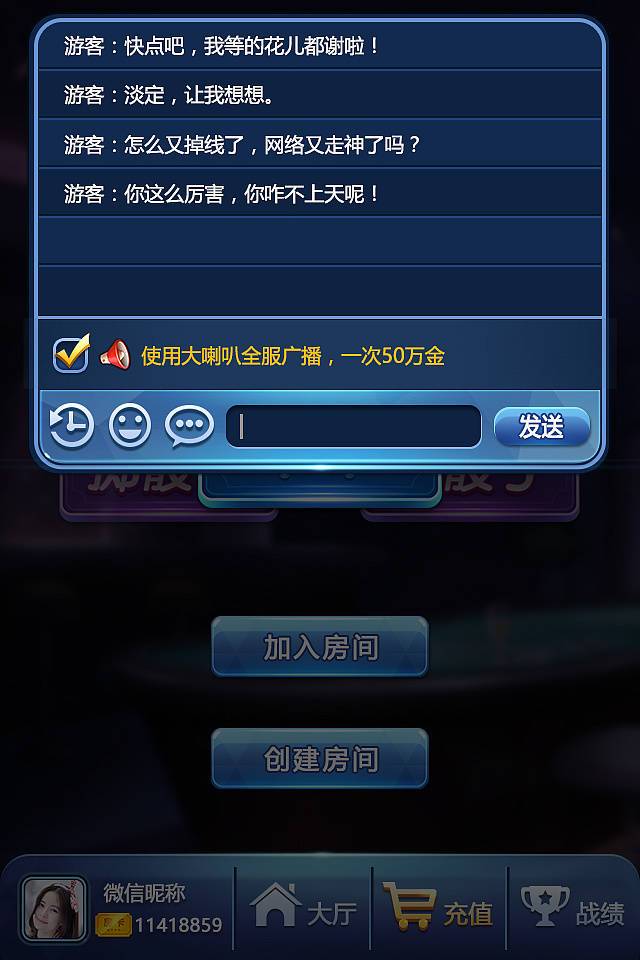 游客：快点吧，我等的花儿都谢啦！
游客：淡定，让我想想。
游客：怎么又掉线了，网络又走神了吗？
游客：你这么厉害，你咋不上天呢！
使用大喇叭全服广播，一次50万金
发送
加入房间
创建房间
微信昵称
11418859
大厅
充值
战绩